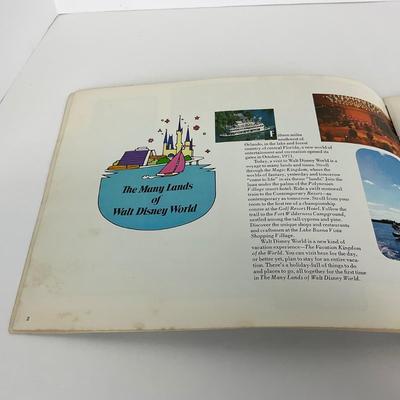 The Many Lands
of
Walt Disney World
Fifteen miles
southwest of
Orlando, in the lake and forest
country of central Florida, a new world of
entertainment and recreation opened its
gates in October, 1971.
Today, a visit to Walt Disney World is a
voyage to many lands and times. Stroll
through the Magic Kingdom, where the
worlds of fantasy, yesterday and tomorrow
"come to life" in six theme "lands." Join the
luau under the palms of the Polynesian
Village resort hotel. Ride a swift monorail
train to the Contemporary Resort—as
contemporary as tomorrow. Stroll from your
room to the first tee of a championship
course at the Golf Resort Hotel. Follow the
trail to the Fort Wilderness Campground,
nestled among the tall cypress and pine.
Discover the unique shops and restaurants
and craftsmen at the Lake Buena Vista
Shopping Village.
Walt Disney World is a new kind of
vacation experience—The Vacation Kingdom
of the World. You can visit here for the day,
or better yet, plan to stay for an entire vaca-
tion. There's a holiday-full of things to do
and places to go, all together for the first time
in The Many Lands of Walt Disney World.
2